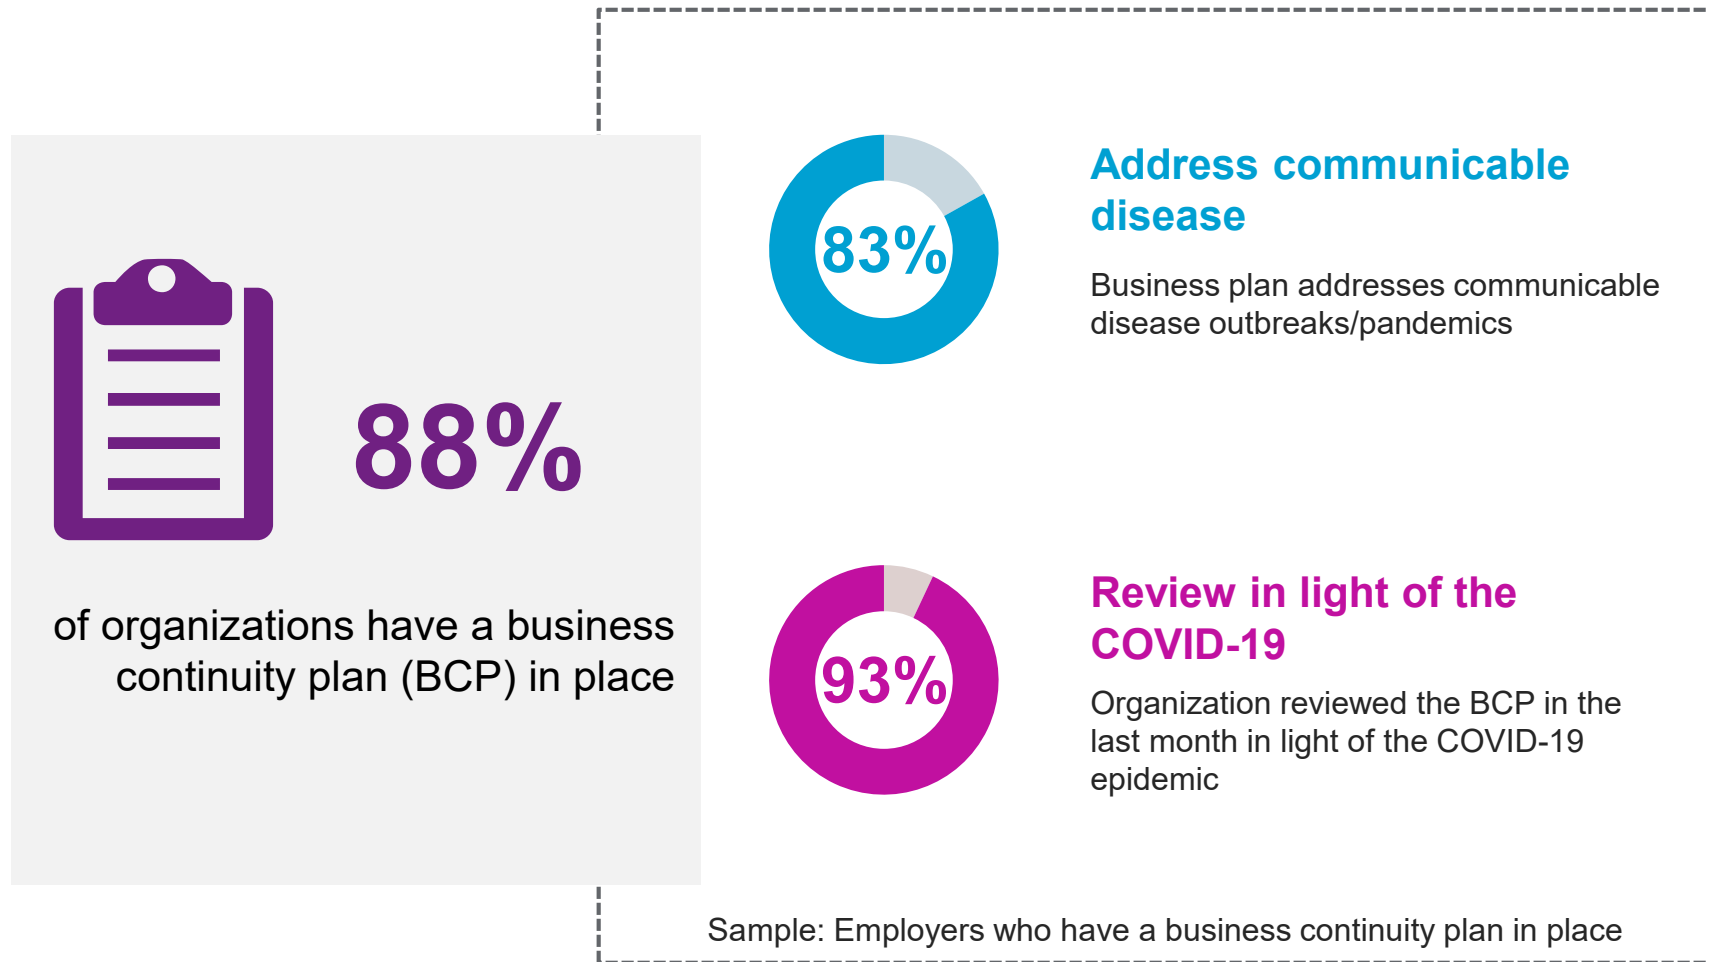 88%
of organizations have a business
continuity plan (BCP) in place
83%
Address communicable
disease
Business plan addresses communicable
disease outbreaks/pandemics
93%
Review in light of the
COVID-19
Organization reviewed the BCP in the
last month in light of the COVID-19
epidemic
Sample: Employers who have a business continuity plan in place